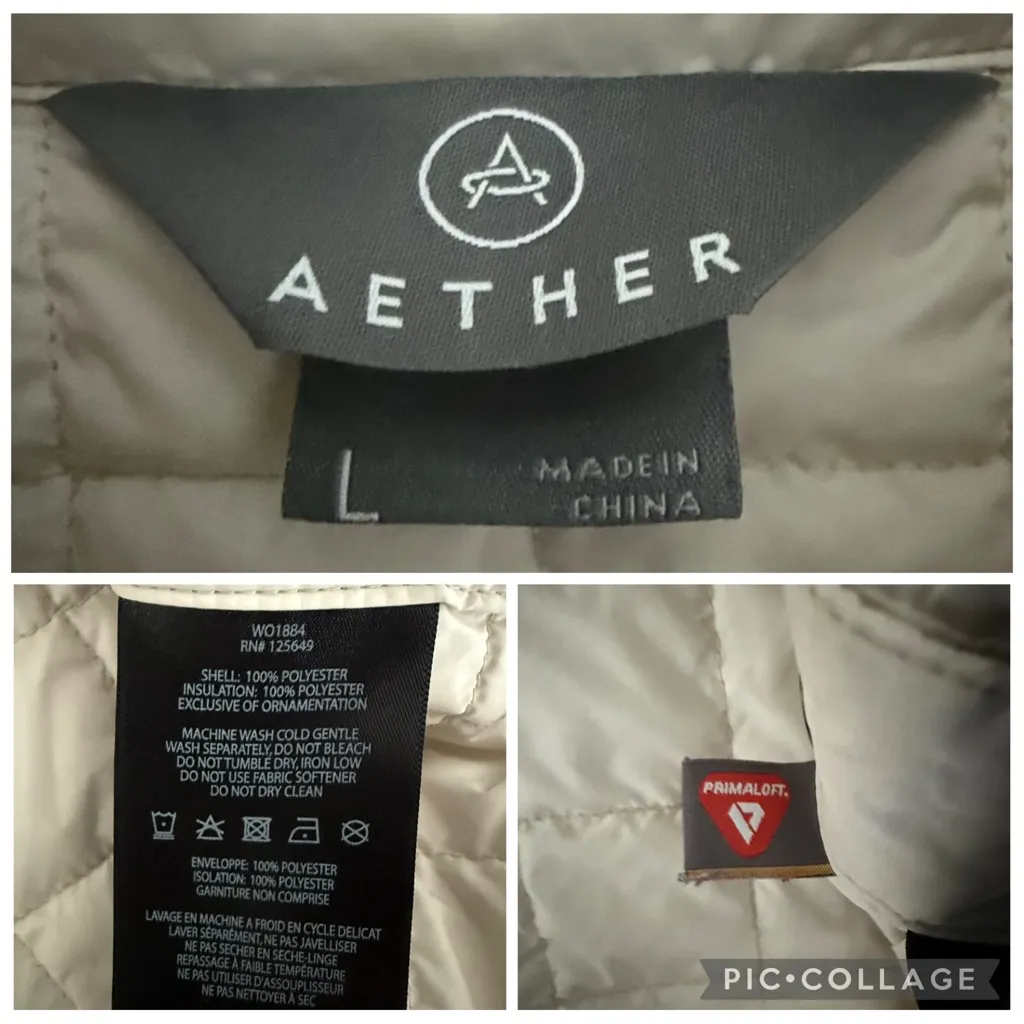 AETHER
L
MADE IN
CHINA
WO1884
RN# 125649
SHELL: 100% POLYESTER
INSULATION: 100% POLYESTER
EXCLUSIVE OF ORNAMENTATION
MACHINE WASH COLD GENTLE
WASH SEPARATELY, DO NOT BLEACH
DO NOT TUMBLE DRY, IRON LOW
DO NOT USE FABRIC SOFTENER
DO NOT DRY CLEAN
ENVELOPPE: 100% POLYESTER
ISOLATION: 100% POLYESTER
GARNITURE NON COMPRISE
LAVAGE EN MACHINE A FROID EN CYCLE DELICAT
LAVER SÉPARÉMENT, NE PAS JAVELLISER
NE PAS SECHER EN SECHE-LINGE
REPASSAGE À FAIBLE TEMPÉRATURE
NE PAS UTILISER D'ASSOUPLISSEUR
NE PAS NETTOYER À SEC
PRIMALOFT.
PIC•COLLAGE